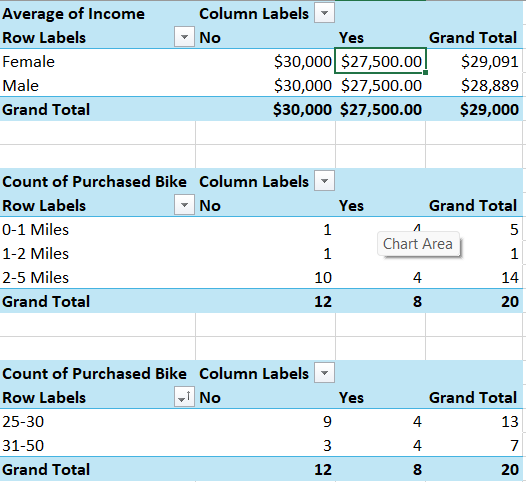 Average of Income Column Labels
Row Labels No Yes Grand Total
Female $30,000 $27,500.00 $29,091
Male $30,000 $27,500.00 $28,889
Grand Total $30,000 $27,500.00 $29,000
Count of Purchased Bike Column Labels
Row Labels No Yes Grand Total
0-1 Miles 1 4 5
Chart Area
1-2 Miles 1 1
2-5 Miles 10 4 14
Grand Total 12 8 20
Count of Purchased Bike Column Labels
Row Labels No Yes Grand Total
25-30 9 4 13
31-50 3 4 7
Grand Total 12 8 20